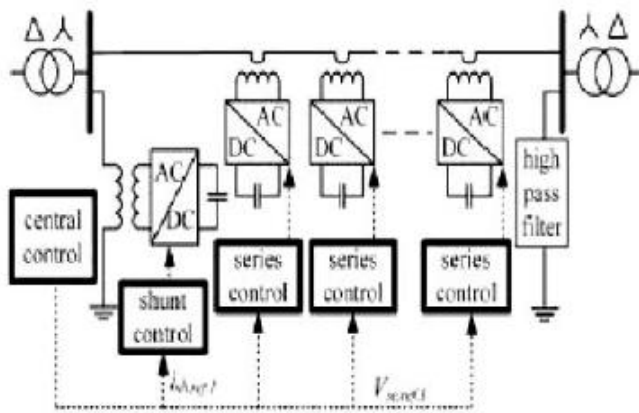 Δ Y
Y Δ
AC
DC
AC
DC
AC
DC
AC
DC
high
pass
filter
central
control
shunt
control
series
control
series
control
series
control